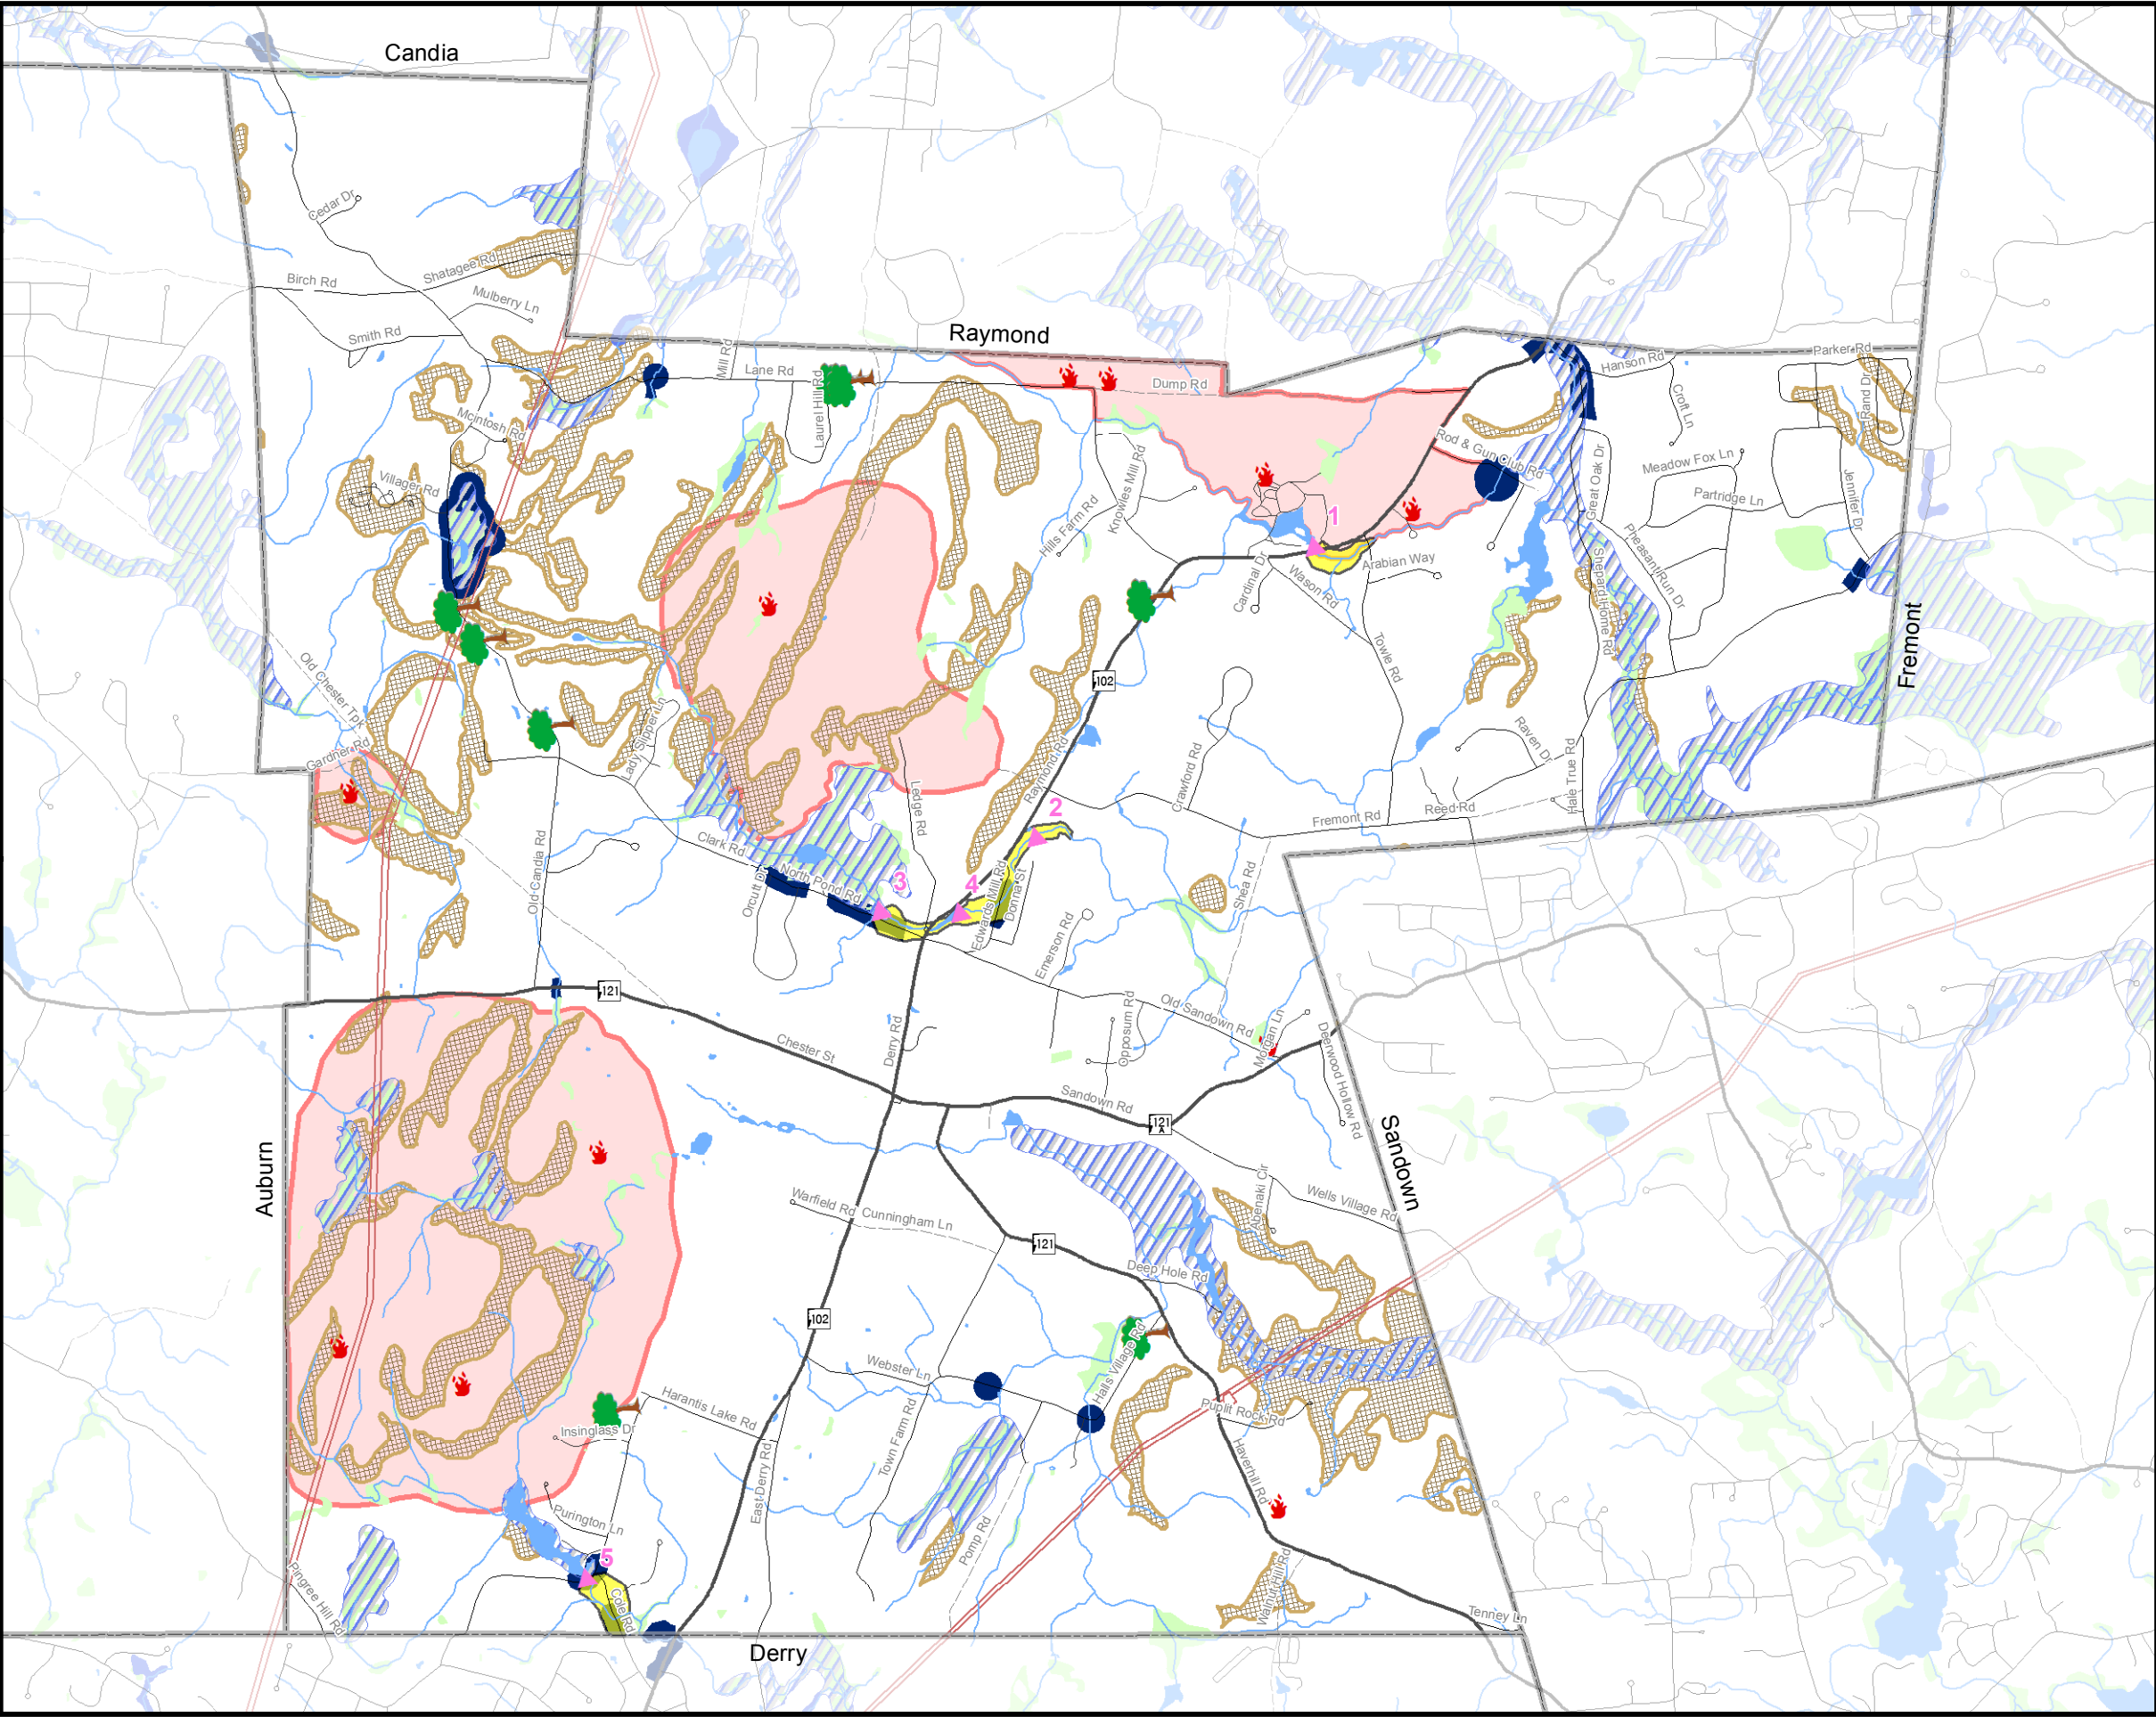 Candia
Cedar Dr
Shatagee Rd
Birch Rd
Mulberry Ln
Smith Rd
Raymond
Mill Rd
Lane Rd
Laurel Hill Rd
Dump Rd
Hanson Rd
Parker Rd
Croft Ln
Rand Dr
Mcintosh Rd
Rod & Gun Club Rd
Villager Rd
Knowles Mill Rd
Great Oak Dr
Meadow Fox Ln
Partridge Ln
Jennifer Dr
1
Hills Farm Rd
Arabian Way
Cardinal Dr
Wason Rd
Pheasant Run Dr
Shepard Home Rd
Fremont
Towle Rd
Old Chester Tpk
102
Lady Slipper Ln
Raven Dr
Gardner Rd
Raymond Rd
Crawford Rd
Hale True Rd
Ledge Rd
2
Fremont Rd
Reed Rd
Clark Rd
Old Candia Rd
North Pond Rd
Orcutt Dr
3
4
Edwards Mill Rd
Donna St
Shea Rd
Emerson Rd
121
Old Sandown Rd
Opposum Rd
Morgan Ln
Derry Rd
Chester St
Deerwood Hollow Rd
Sandown Rd
121
A
Sandown
Auburn
Abenaki Cir
Wells Village Rd
Warfield Rd
Cunningham Ln
121
Deep Hole Rd
102
Halls Village Rd
Webster Ln
Harantis Lake Rd
Insinglass Dr
Town Farm Rd
Puplit Rock Rd
East Derry Rd
Haverhill Rd
Purington Ln
Pomp Rd
5
Pingree Hill Rd
Cole Rd
Walnut Hill Rd
Tenney Ln
Derry